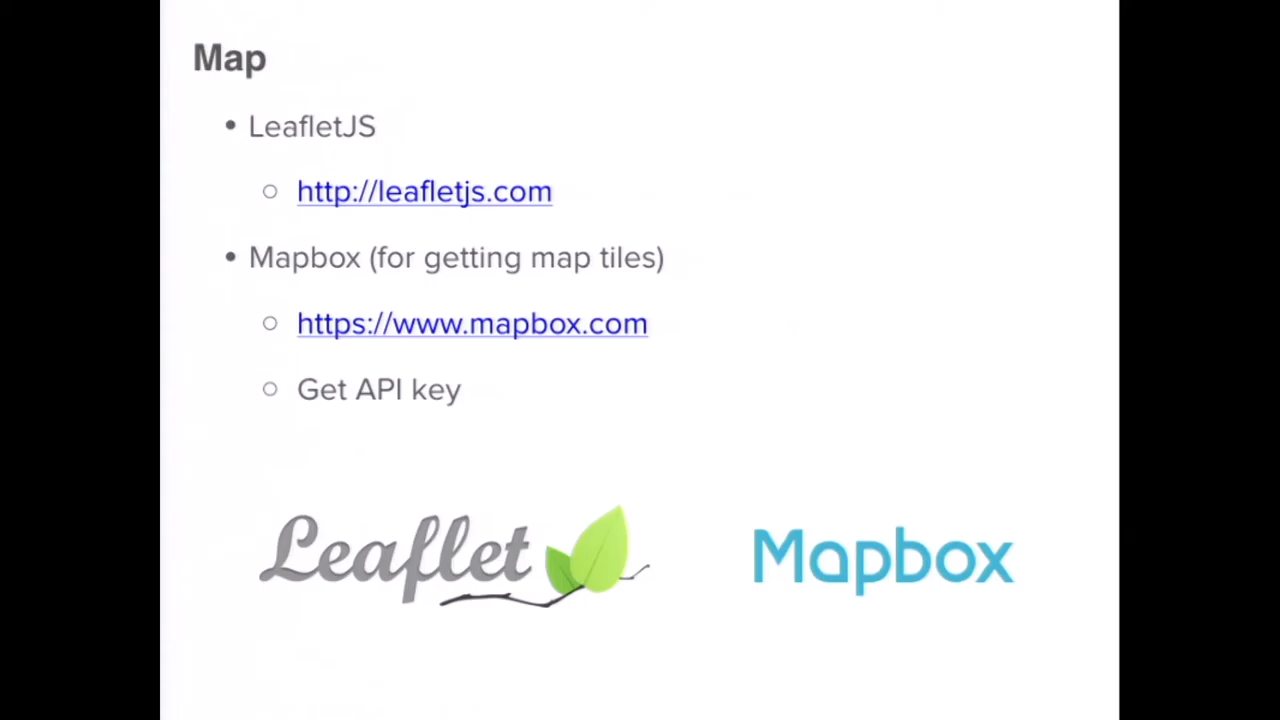 Map
• LeafletJS
○ http://leafletjs.com
• Mapbox (for getting map tiles)
○ https://www.mapbox.com
○ Get API key
Leaflet
Mapbox